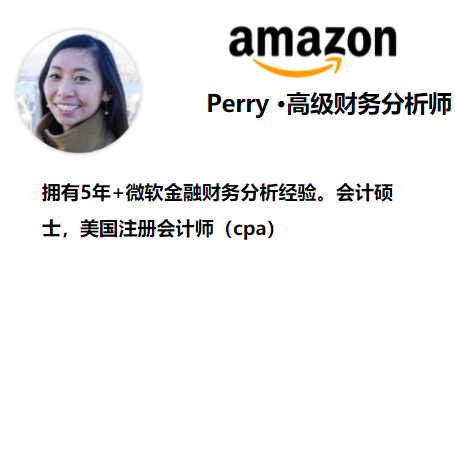 amazon
Perry •高级财务分析师
拥有5年+微软金融财务分析经验。会计硕
士，美国注册会计师（cpa）